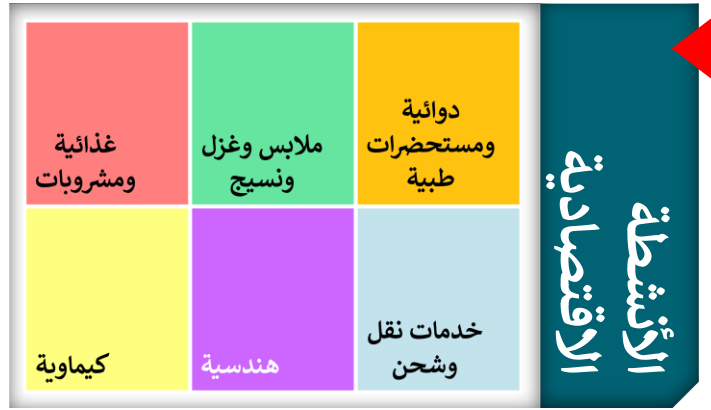 الأنشطة
الاقتصادية
دوائية
ومستحضرات
طبية
ملابس وغزل
ونسيج
غذائية
ومشروبات
خدمات نقل
وشحن
هندسية
كيماوية